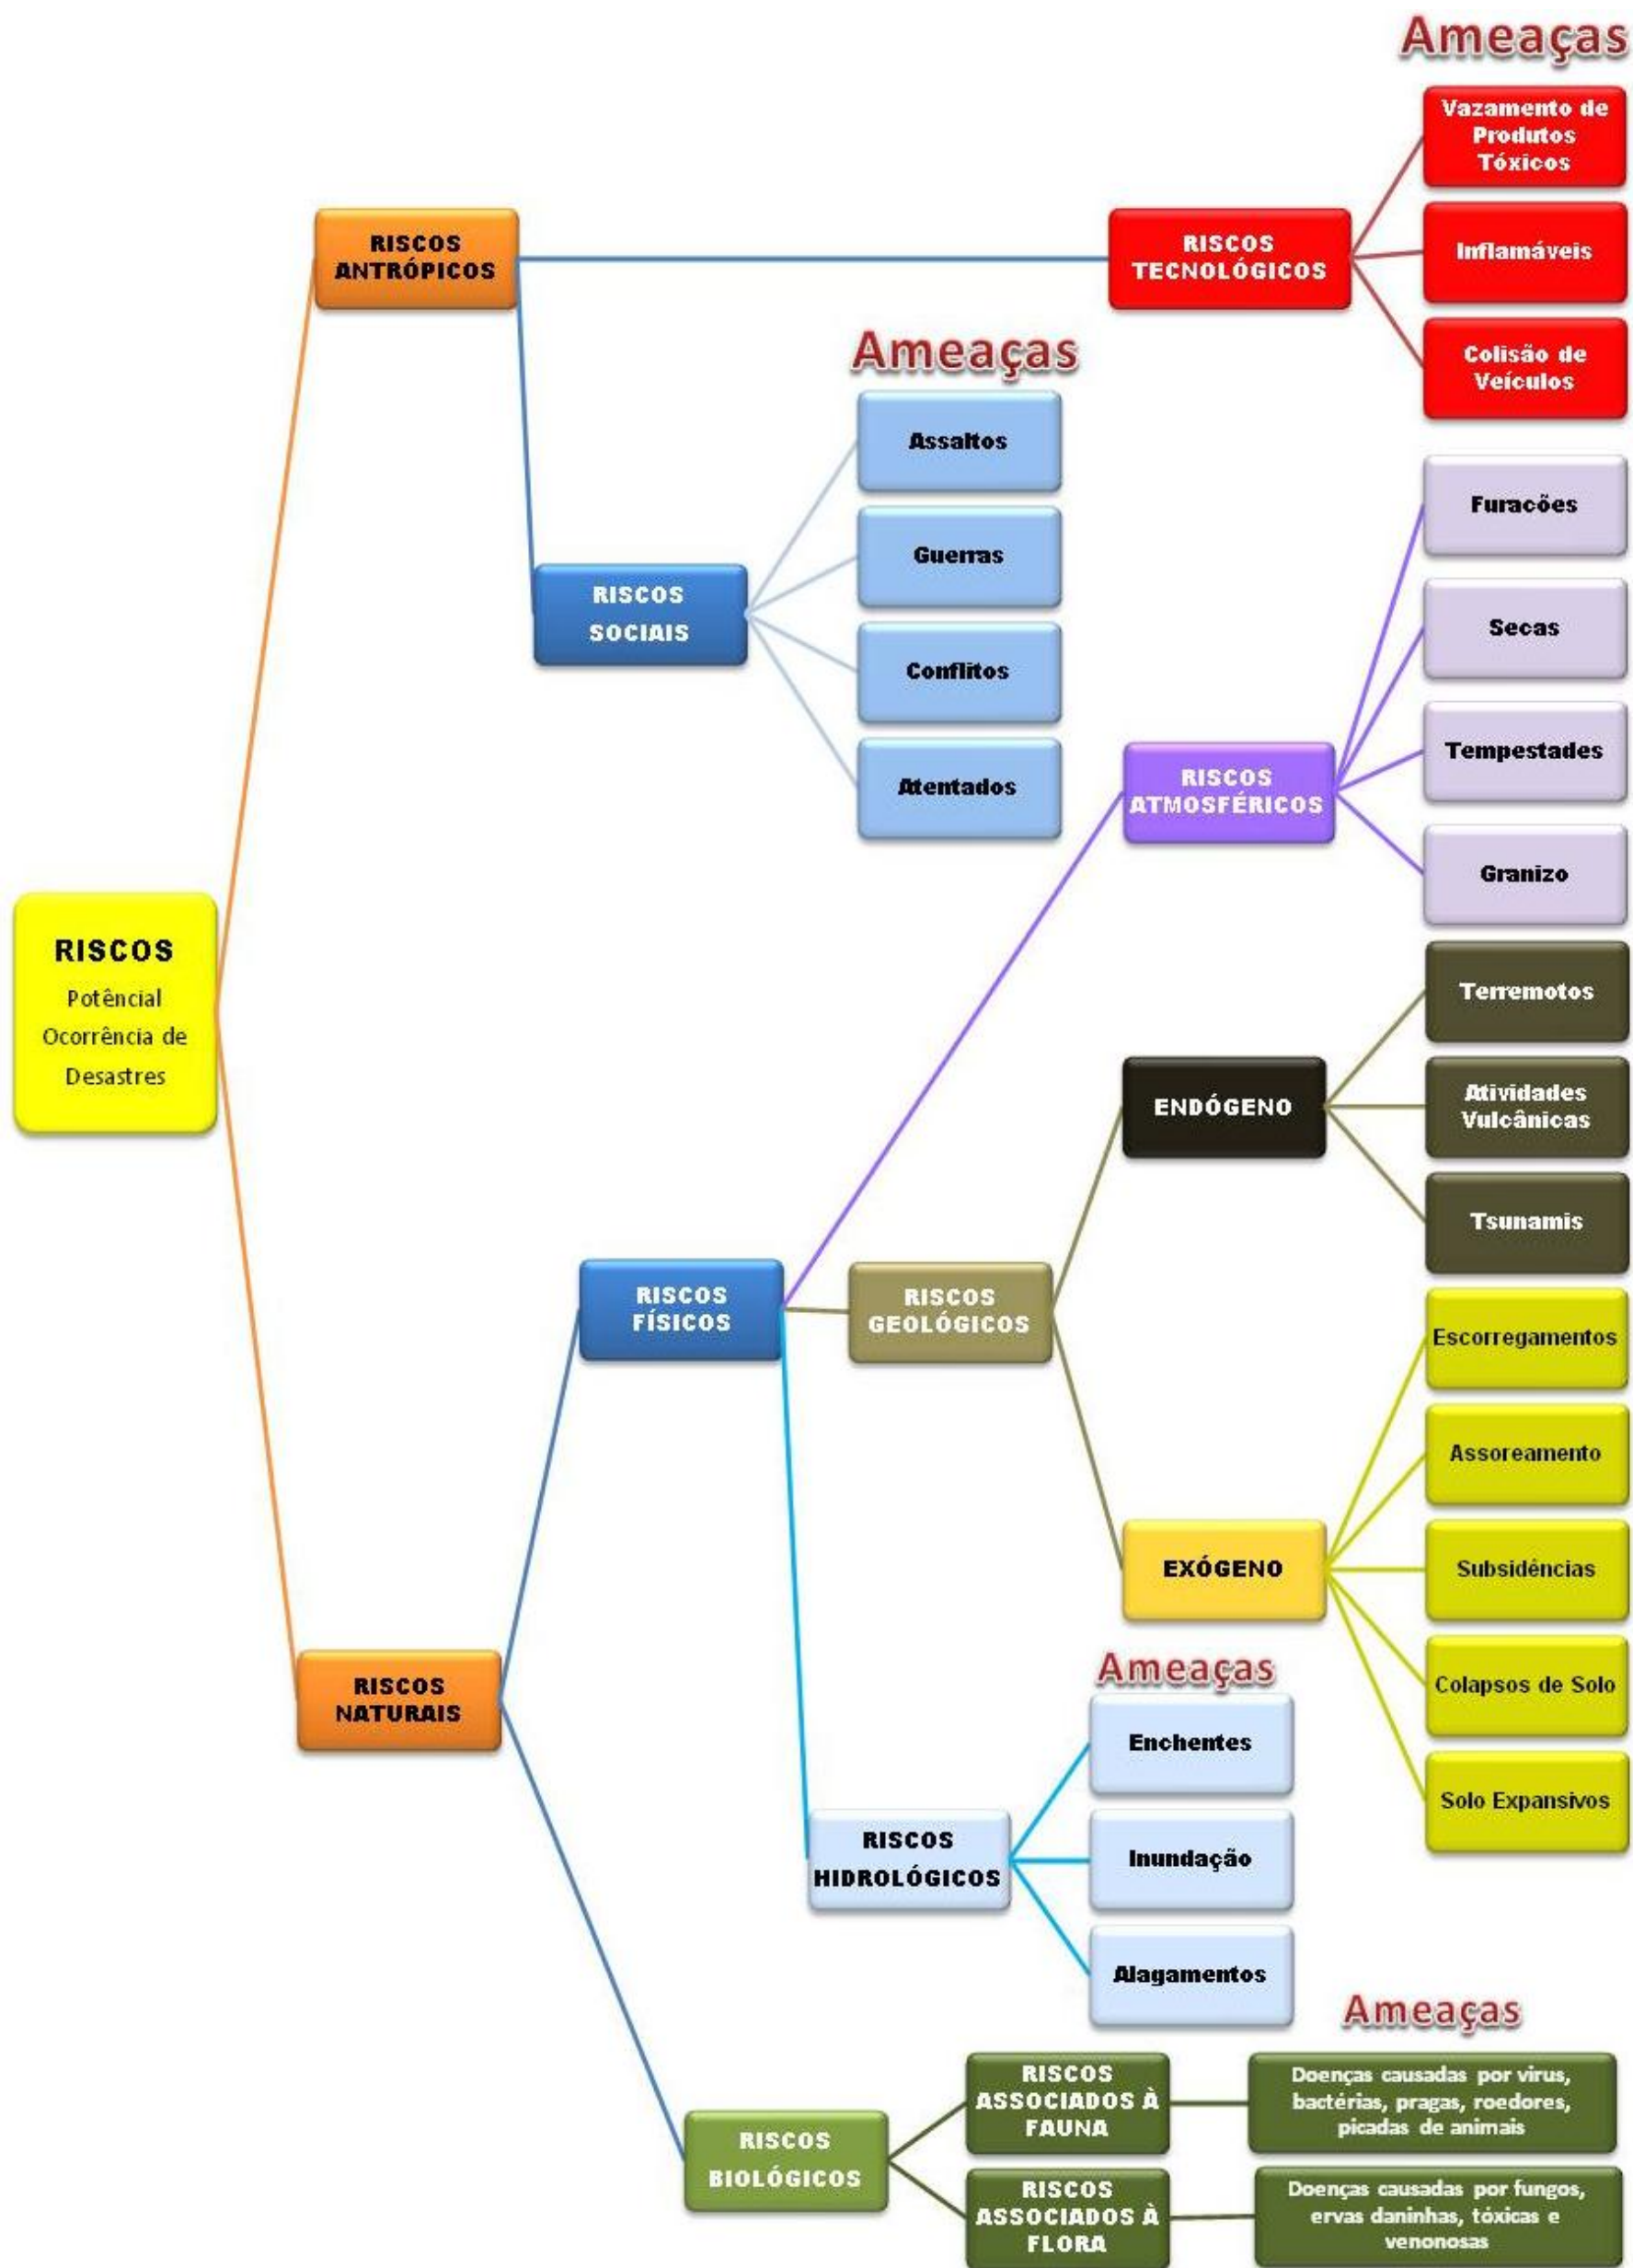 Ameaças
Vazamento de
Produtos
Tóxicos
RISCOS
ANTRÓPICOS
RISCOS
TECNOLÓGICOS
Inflamáveis
Colisão de
Veículos
Ameaças
Assaltos
Guerras
Conflitos
Atentados
RISCOS
SOCIAIS
Furacões
Secas
Tempestades
Granizo
RISCOS
ATMOSFÉRICOS
RISCOS
Potêncial
Ocorrência de
Desastres
Terremotos
Atividades
Vulcânicas
Tsunamis
ENDÓGENO
RISCOS
FÍSICOS
RISCOS
GEOLÓGICOS
Escorregamentos
Assoreamento
Subsidências
Colapsos de Solo
Solo Expansivos
EXÓGENO
RISCOS
NATURAIS
Ameaças
Enchentes
Inundação
Alagamentos
RISCOS
HIDROLÓGICOS
Ameaças
RISCOS
BIOLÓGICOS
RISCOS
ASSOCIADOS À
FAUNA
Doenças causadas por virus,
bactérias, pragas, roedores,
picadas de animais
RISCOS
ASSOCIADOS À
FLORA
Doenças causadas por fungos,
ervas daninhas, tóxicas e
venonosas